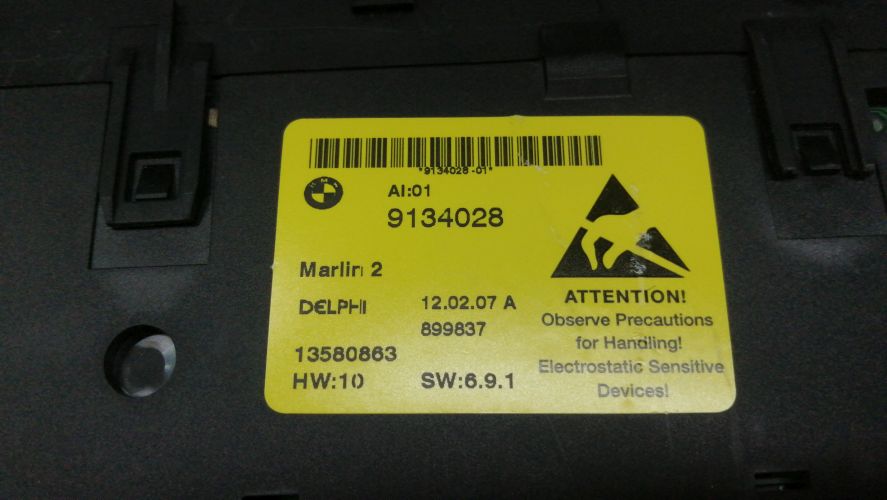 *9134028-01*
BMW
AI:01
9134028
Marlin 2
DELPHI
12.02.07 A
899837
13580863
HW:10
SW:6.9.1
ATTENTION!
Observe Precautions
for Handling!
Electrostatic Sensitive
Devices!